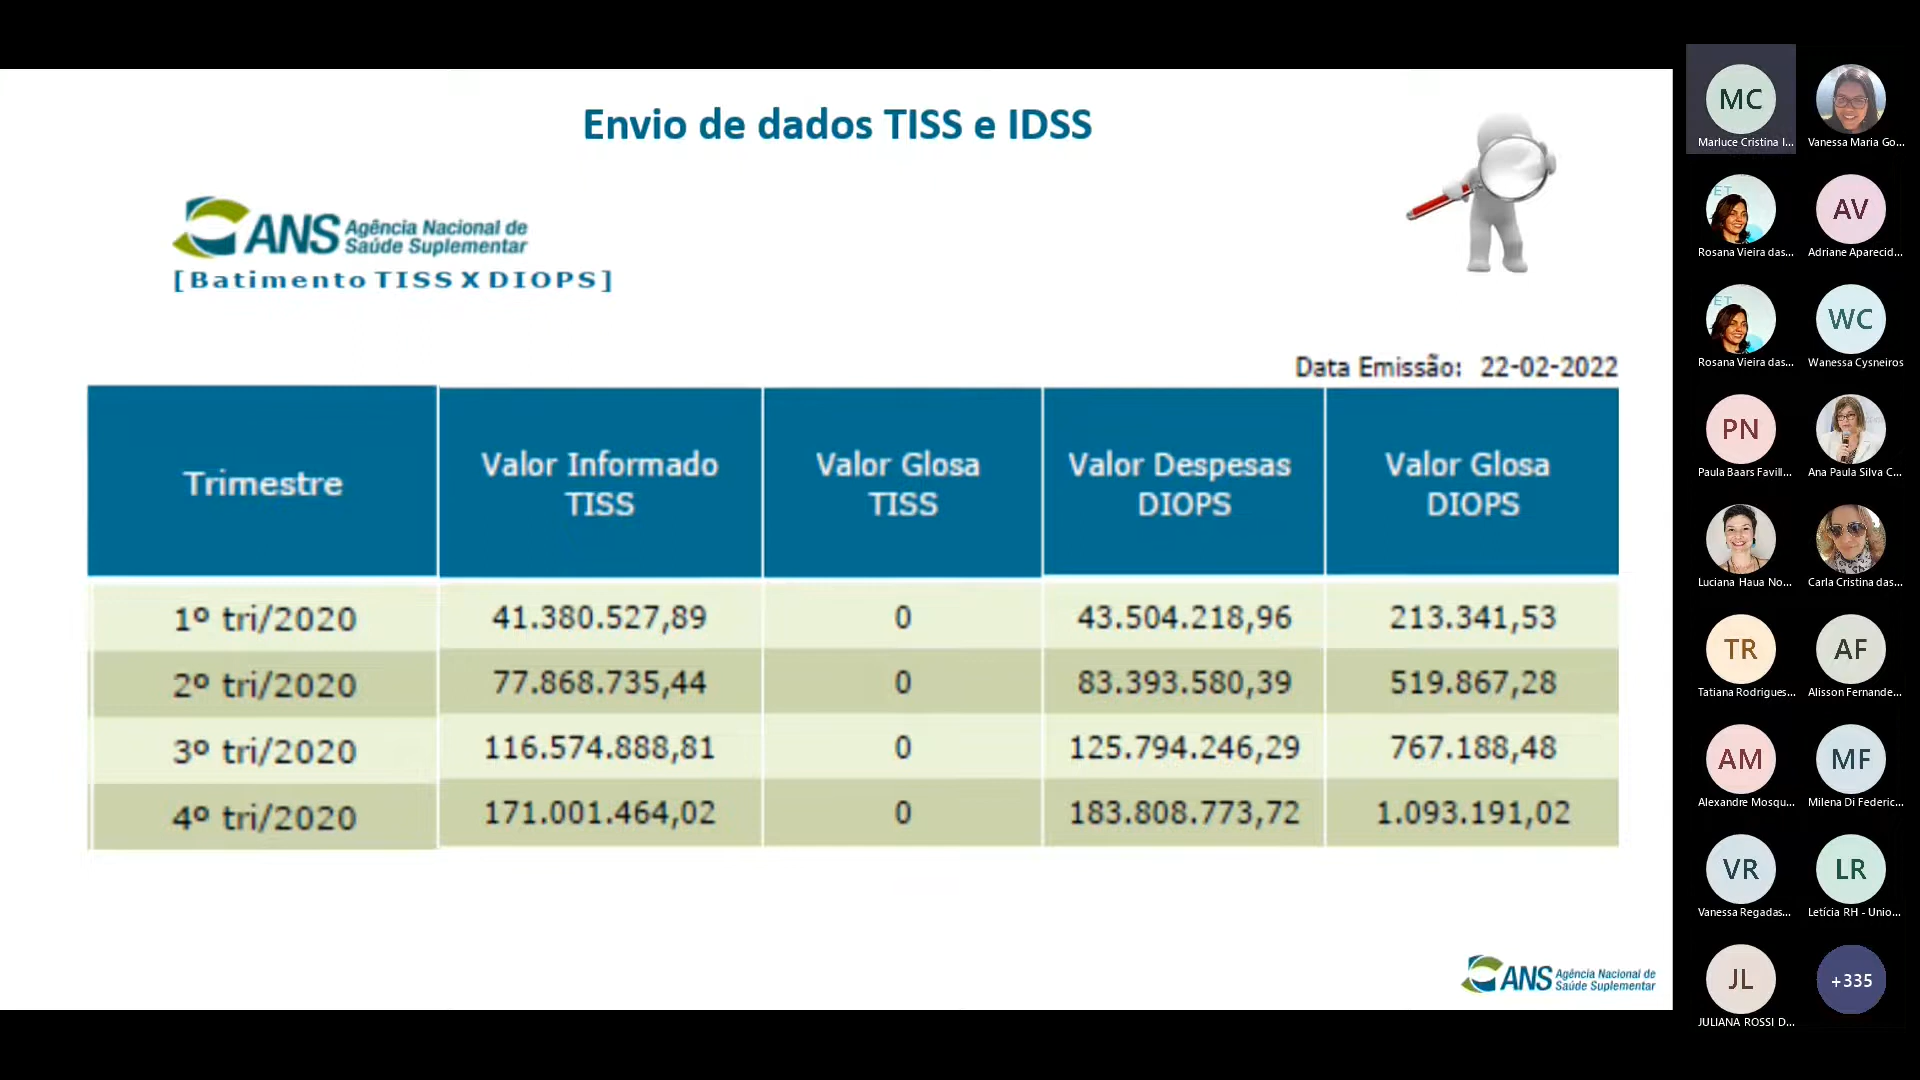 Envio de dados TISS e IDSS
ANS Agência Nacional de
Saúde Suplementar
[Batimento TISS X DIOPS]
Data Emissão: 22-02-2022
Trimestre
Valor Informado
TISS
Valor Glosa
TISS
Valor Despesas
DIOPS
Valor Glosa
DIOPS
1º tri/2020 41.380.527,89 0 43.504.218,96 213.341,53
2º tri/2020 77.868.735,44 0 83.393.580,39 519.867,28
3º tri/2020 116.574.888,81 0 125.794.246,29 767.188,48
4º tri/2020 171.001.464,02 0 183.808.773,72 1.093.191,02
ANS Agência Nacional de
Saúde Suplementar
MC
Marluce Cristina I...
Vanessa Maria Go...
ET
Rosana Vieira das...
AV
Adriane Aparecid...
ET
Rosana Vieira das...
WC
Wanessa Cysneiros
PN
Paula Baars Favill...
Ana Paula Silva C...
Luciana Haua No...
Carla Cristina das...
TR
Tatiana Rodrigues...
AF
Alisson Fernande...
AM
Alexandre Mosqu...
MF
Milena Di Federic...
VR
Vanessa Regadas...
LR
Letícia RH - Unio...
JL
JULIANA ROSSI D...
+335